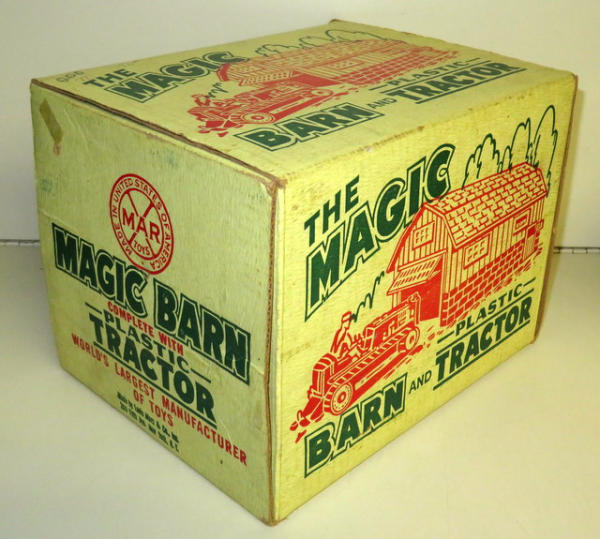 906
THE
MAGIC
BARN AND
—PLASTIC—
TRACTOR
MADE IN UNITED STATES OF AMERICA
MAR
TOYS
MAGIC BARN
COMPLETE WITH
—PLASTIC—
TRACTOR
WORLD'S LARGEST MANUFACTURER
OF TOYS
THE
MAGIC
BARN AND
—PLASTIC—
TRACTOR